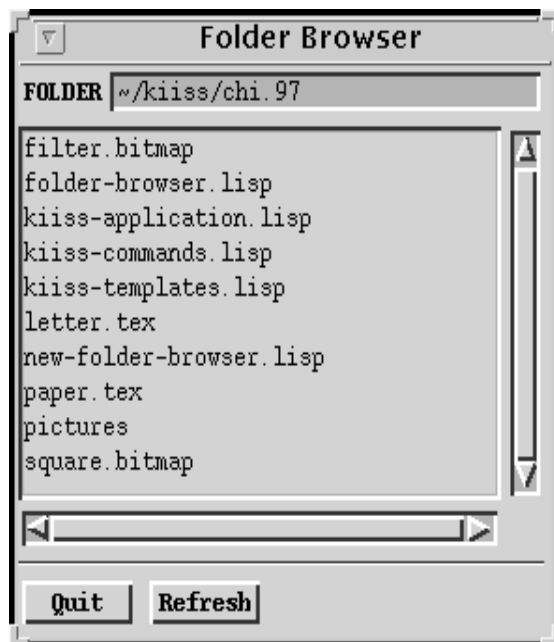 Folder Browser
FOLDER ~/kiiss/chi.97
filter.bitmap
folder-browser.lisp
kiiss-application.lisp
kiiss-commands.lisp
kiiss-templates.lisp
letter.tex
new-folder-browser.lisp
paper.tex
pictures
square.bitmap
Quit Refresh